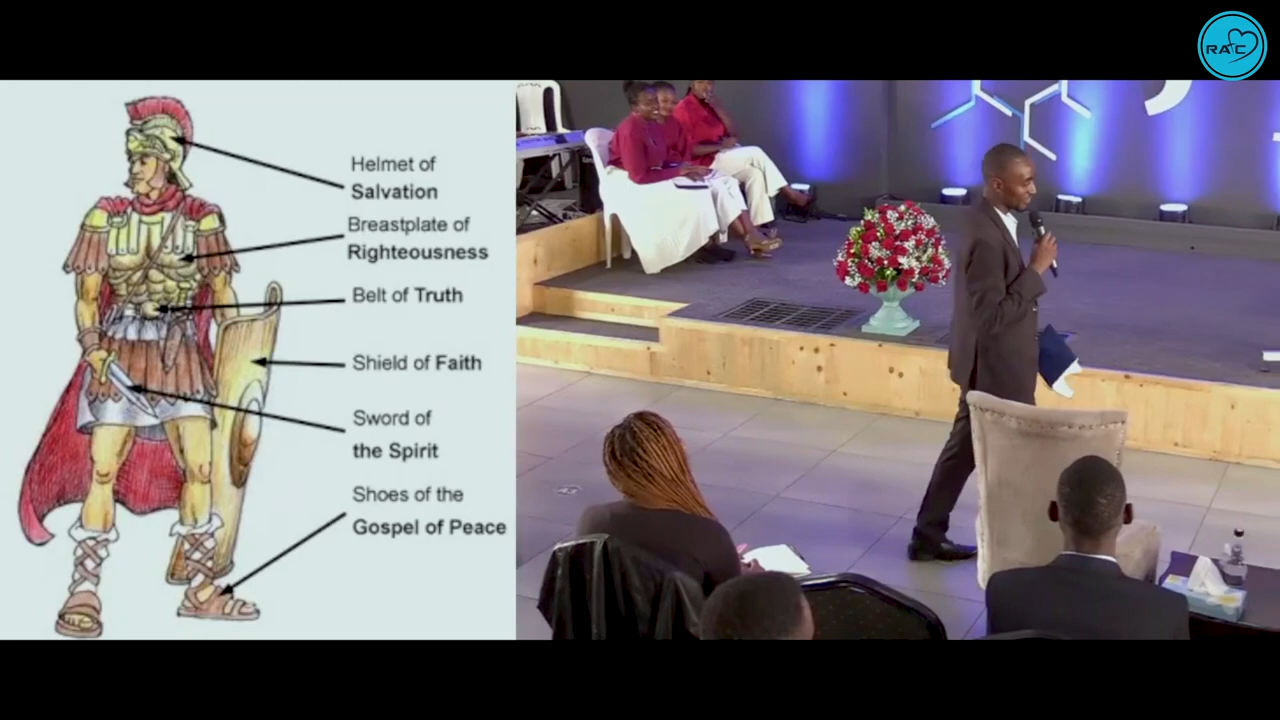 RAFC
Helmet of
Salvation
Breastplate of
Righteousness
Belt of Truth
Shield of Faith
Sword of
the Spirit
Shoes of the
Gospel of Peace